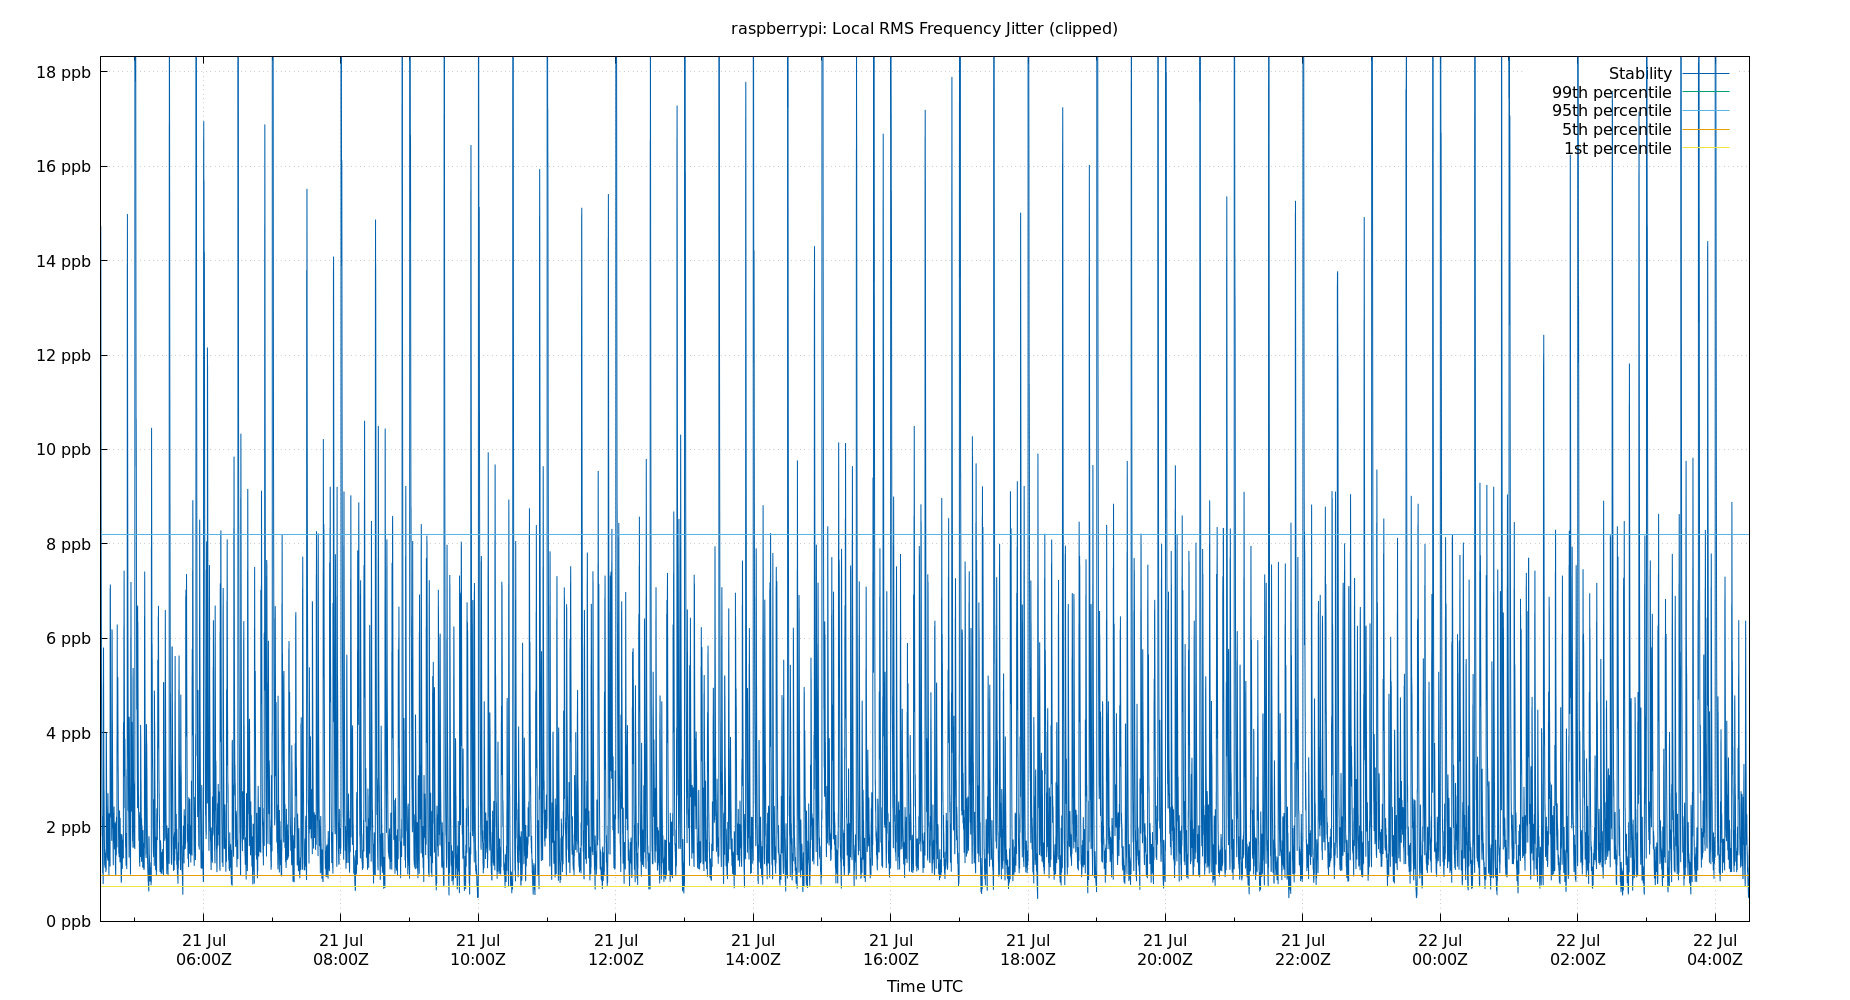 raspberrypi: Local RMS Frequency Jitter (clipped)
18 ppb
16 ppb
14 ppb
12 ppb
10 ppb
8 ppb
6 ppb
4 ppb
2 ppb
0 ppb
Stability
99th percentile
95th percentile
5th percentile
1st percentile
21 Jul 21 Jul 21 Jul 21 Jul 21 Jul 21 Jul 21 Jul 21 Jul 21 Jul 22 Jul 22 Jul 22 Jul
06:00Z 08:00Z 10:00Z 12:00Z 14:00Z 16:00Z 18:00Z 20:00Z 22:00Z 00:00Z 02:00Z 04:00Z
Time UTC